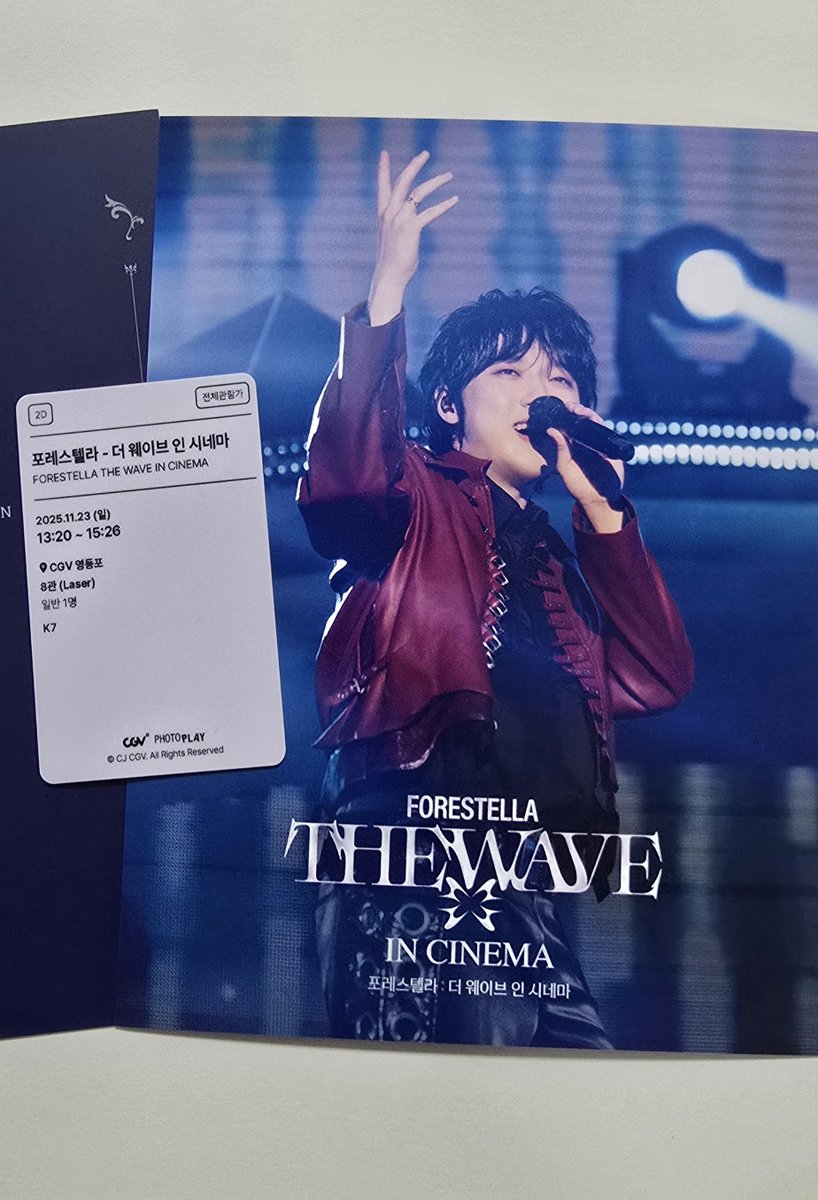 N
2D
전체관람가
포레스텔라 - 더 웨이브 인 시네마
FORESTELLA THE WAVE IN CINEMA
2025.11.23 (일)
13:20 ~ 15:26
CGV 영등포
8관 (Laser)
일반 1명
K7
CGV PHOTOPLAY
© CJ CGV. All Rights Reserved
FORESTELLA
THE WAVE
IN CINEMA
포레스텔라 : 더 웨이브 인 시네마